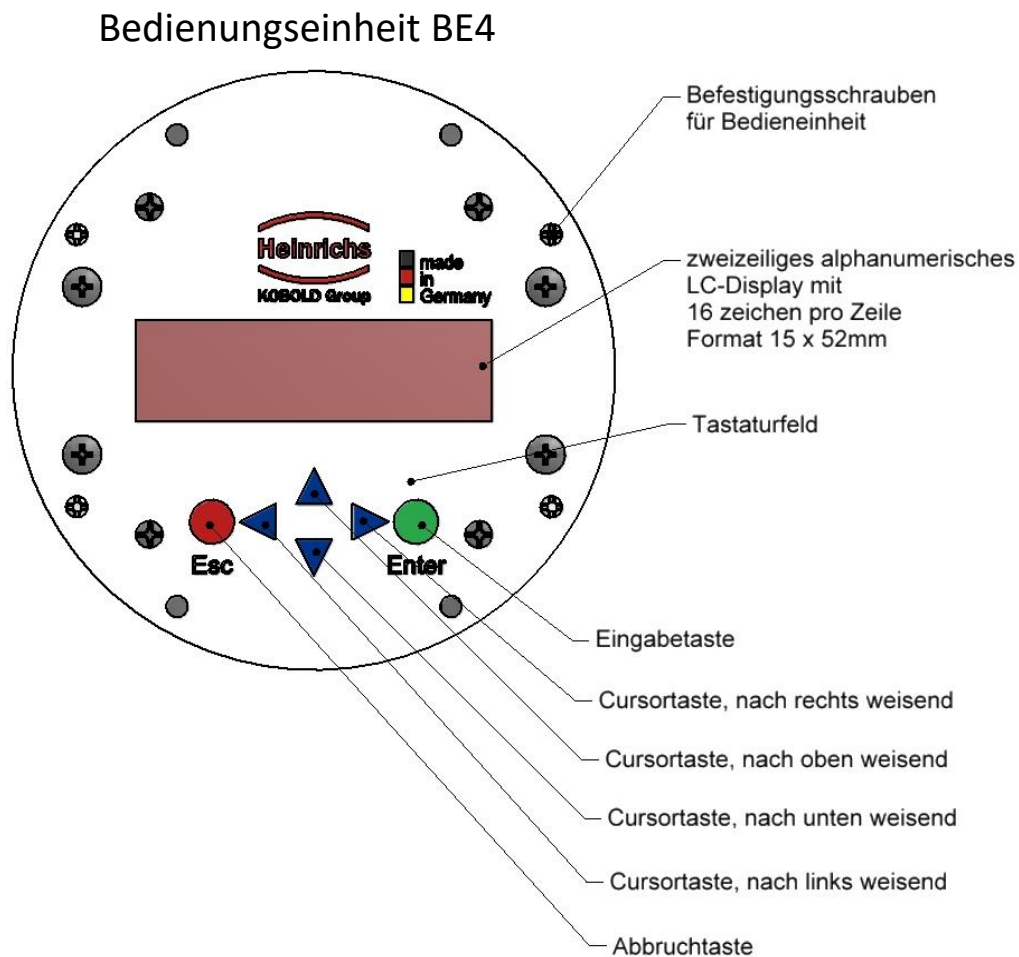 Bedienungseinheit BE4
Befestigungsschrauben
für Bedieneinheit
Heinrichs
KOBOLD Group
made
in
Germany
zweizeiliges alphanumerisches
LC-Display mit
16 zeichen pro Zeile
Format 15 x 52mm
Tastaturfeld
Esc
Enter
Eingabetaste
Cursortaste, nach rechts weisend
Cursortaste, nach oben weisend
Cursortaste, nach unten weisend
Cursortaste, nach links weisend
Abbruchtaste